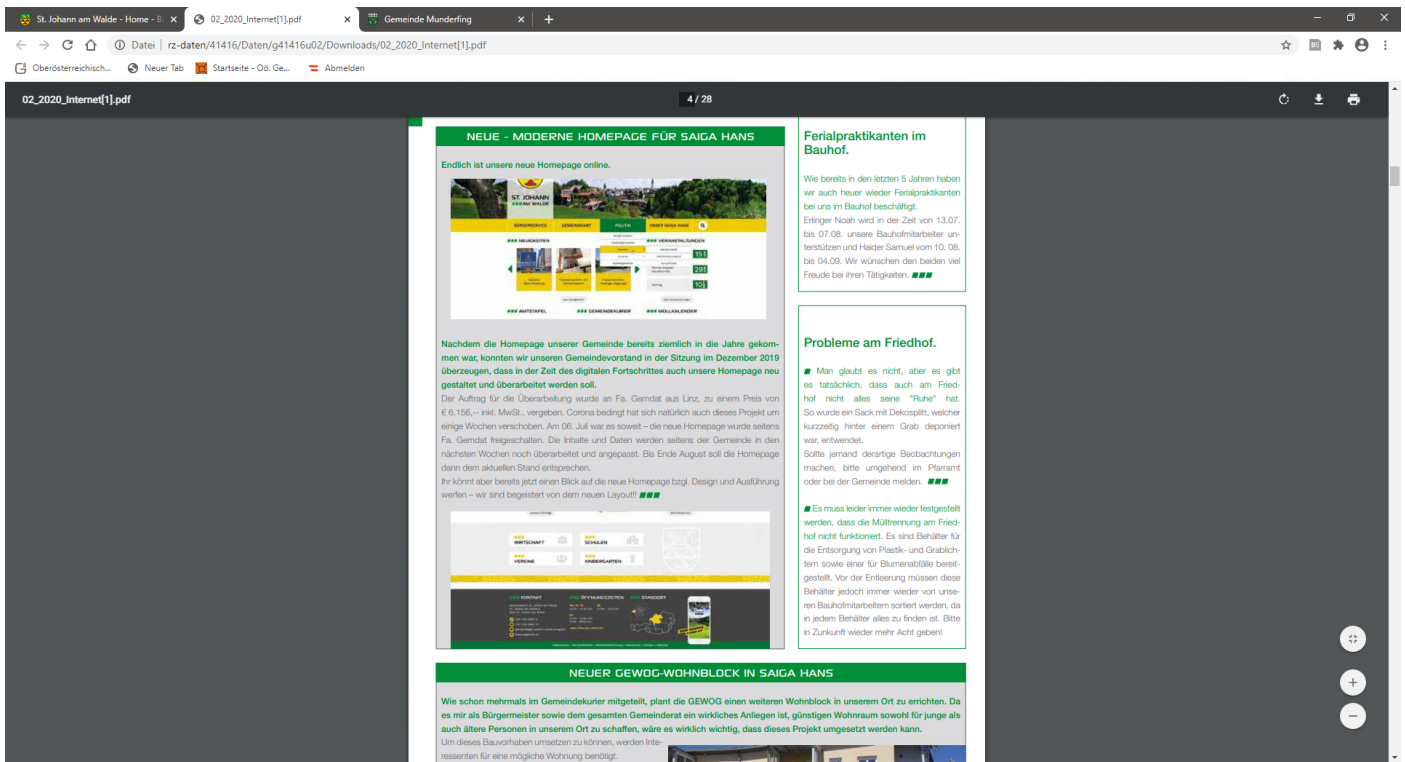 St. Johann am Walde - Home - B
02_2020_Internet[1].pdf
Gemeinde Munderfing
Datei | rz-daten/41416/Daten/g41416u02/Downloads/02_2020_Internet[1].pdf
Oberösterreichisch...
Neuer Tab
Startseite - Oö. Ge...
Abmelden
02_2020_Internet[1].pdf
4 / 28
NEUE - MODERNE HOMEPAGE FÜR SAIGA HANS
Endlich ist unsere neue Homepage online.
ST. JOHANN
AM WALDE
BÜRGERSERVICE GEMEINDEAMT POLITIK UNSER SAIGA HANS
### NEUIGKEITEN
### VERANSTALTUNGEN
### AMTSTAFEL ### GEMEINDEKURIER ### MÜLLKALENDER
Nachdem die Homepage unserer Gemeinde bereits ziemlich in die Jahre gekom-
men war, konnten wir unseren Gemeindevorstand in der Sitzung im Dezember 2019
überzeugen, dass in der Zeit des digitalen Fortschrittes auch unsere Homepage neu
gestaltet und überarbeitet werden soll.
Der Auftrag für die Überarbeitung wurde an Fa. Gemdat aus Linz, zu einem Preis von
€ 6.156,-- inkl. MwSt., vergeben. Corona bedingt hat sich natürlich auch dieses Projekt um
einige Wochen verschoben. Am 06. Juli war es soweit – die neue Homepage wurde seitens
Fa. Gemdat freigeschalten. Die Inhalte und Daten werden seitens der Gemeinde in den
nächsten Wochen noch überarbeitet und angepasst. Bis Ende August soll die Homepage
dann dem aktuellen Stand entsprechen.
Ihr könnt aber bereits jetzt einen Blick auf die neue Homepage bzgl. Design und Ausführung
werfen – wir sind begeistert von dem neuen Layout!!
WIRTSCHAFT
SCHULEN
VEREINE
KINDERGARTEN
### KONTAKT ### ÖFFNUNGSZEITEN ### STANDORT
Ferialpraktikanten im
Bauhof.
Wie bereits in den letzten 5 Jahren haben
wir auch heuer wieder Ferialpraktikanten
bei uns im Bauhof beschäftigt.
Erlinger Noah wird in der Zeit von 13.07.
bis 07.08. unsere Bauhofmitarbeiter un-
terstützen und Haider Samuel vom 10. 08.
bis 04.09. Wir wünschen den beiden viel
Freude bei ihren Tätigkeiten.
Probleme am Friedhof.
Man glaubt es nicht, aber es gibt
es tatsächlich, dass auch am Fried-
hof nicht alles seine "Ruhe" hat.
So wurde ein Sack mit Dekosplitt, welcher
kurzzeitig hinter einem Grab deponiert
war, entwendet.
Sollte jemand derartige Beobachtungen
machen, bitte umgehend im Pfarramt
oder bei der Gemeinde melden.
Es muss leider immer wieder festgestellt
werden, dass die Mülltrennung am Fried-
hof nicht funktioniert. Es sind Behälter für
die Entsorgung von Plastik- und Grablich-
tern sowie einer für Blumenabfälle bereit-
gestellt. Vor der Entleerung müssen diese
Behälter jedoch immer wieder von unse-
ren Bauhofmitarbeitern sortiert werden, da
in jedem Behälter alles zu finden ist. Bitte
in Zukunft wieder mehr Acht geben!
NEUER GEWOG-WOHNBLOCK IN SAIGA HANS
Wie schon mehrmals im Gemeindekurier mitgeteilt, plant die GEWOG einen weiteren Wohnblock in unserem Ort zu errichten. Da
es mir als Bürgermeister sowie dem gesamten Gemeinderat ein wirkliches Anliegen ist, günstigen Wohnraum sowohl für junge als
auch ältere Personen in unserem Ort zu schaffen, wäre es wirklich wichtig, dass dieses Projekt umgesetzt werden kann.
Um dieses Bauvorhaben umsetzen zu können, werden Inte-
ressenten für eine mögliche Wohnung benötigt.